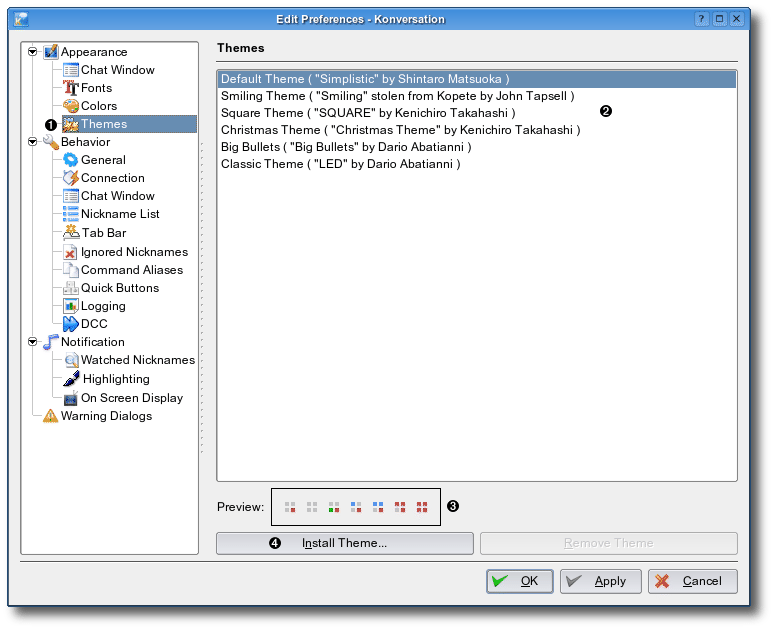 Edit Preferences - Konversation
Appearance
Chat Window
Fonts
Colors
1 Themes
Behavior
General
Connection
Chat Window
Nickname List
Tab Bar
Ignored Nicknames
Command Aliases
Quick Buttons
Logging
DCC
Notification
Watched Nicknames
Highlighting
On Screen Display
Warning Dialogs
Themes
Default Theme ( "Simplistic" by Shintaro Matsuoka )
Smiling Theme ( "Smiling" stolen from Kopete by John Tapsell )
Square Theme ( "SQUARE" by Kenichiro Takahashi ) 2
Christmas Theme ( "Christmas Theme" by Kenichiro Takahashi )
Big Bullets ( "Big Bullets" by Dario Abatianni )
Classic Theme ( "LED" by Dario Abatianni )
Preview: 3
4 Install Theme... Remove Theme
OK Apply Cancel